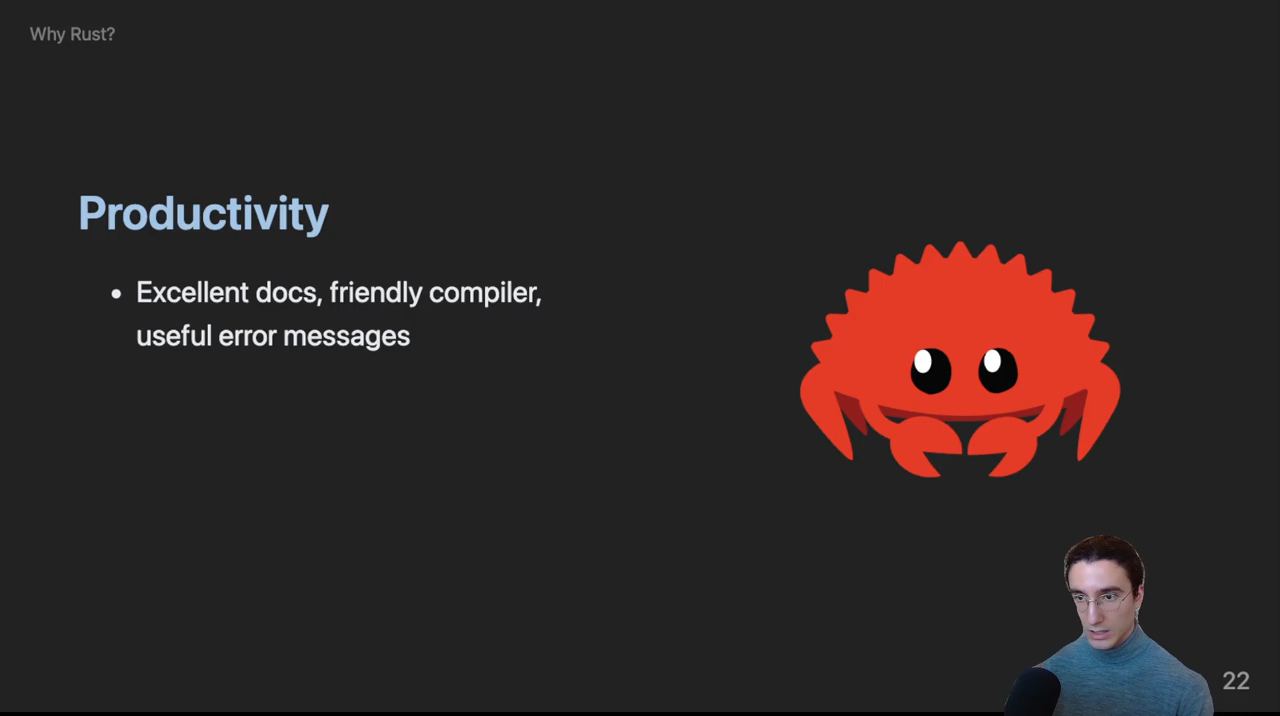 Why Rust?
Productivity
• Excellent docs, friendly compiler,
useful error messages
22